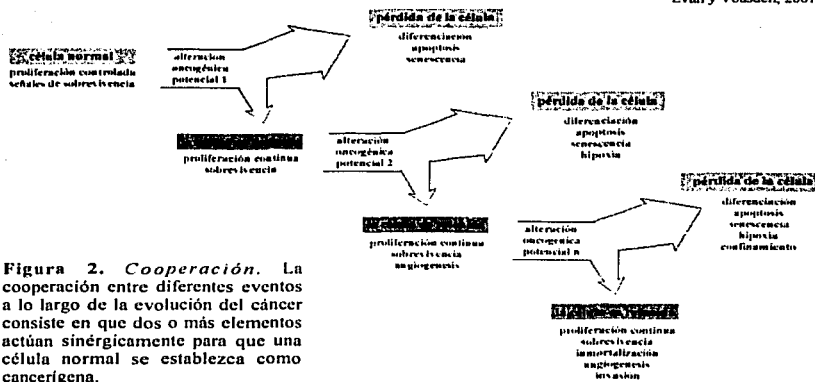 Evan y Vousden, 2001
pérdida de la célula
diferenciación
apoptosis
senescencia
célula normal
proliferación controlada
señales de sobrevivencia
alteración
oncogénica
potencial 1
proliferación continua
sobrevivencia
pérdida de la célula
diferenciación
apoptosis
senescencia
hipoxia
alteración
oncogénica
potencial 2
proliferación continua
sobrevivencia
angiogenesis
pérdida de la célula
diferenciación
apoptosis
senescencia
hipoxia
confinamiento
alteración
oncogenica
potencial n
proliferación continua
sobrevivencia
inmortalización
angiogenesis
invasion
Figura 2. Cooperación. La
cooperación entre diferentes eventos
a lo largo de la evolución del cáncer
consiste en que dos o más elementos
actúan sinérgicamente para que una
célula normal se establezca como
cancerígena.